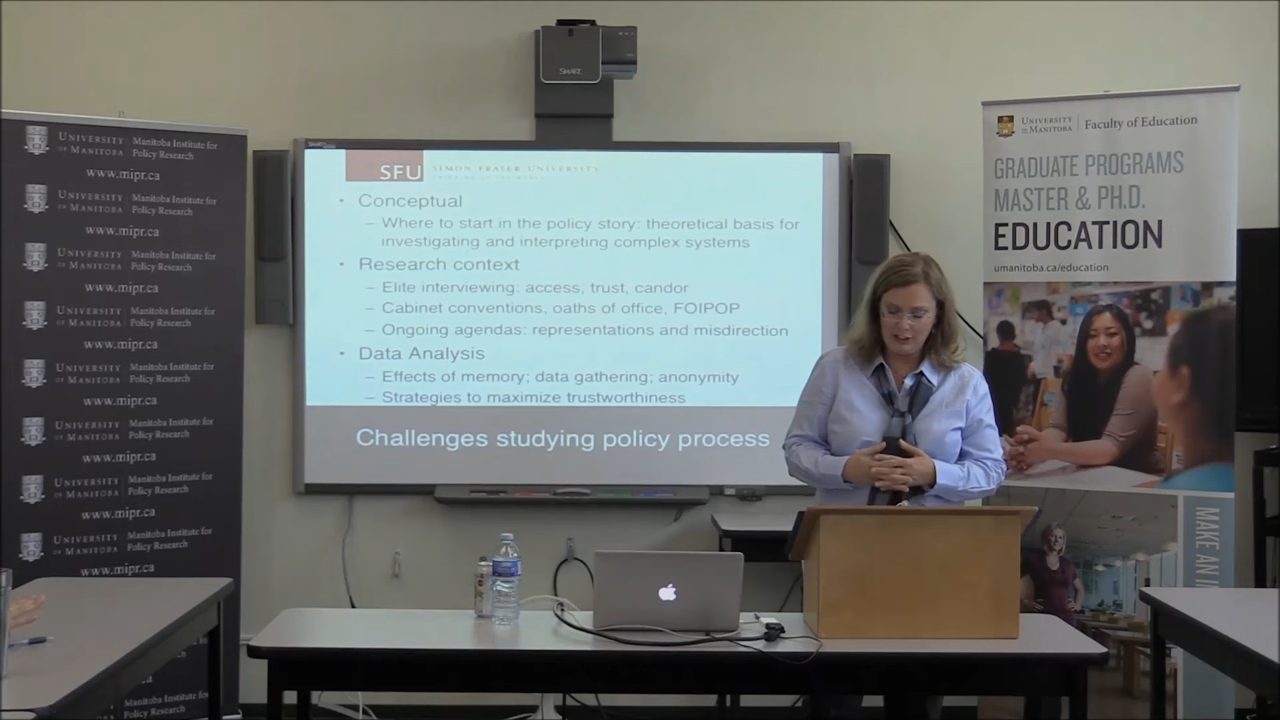 UNIVERSITY OF MANITOBA
Manitoba Institute for
Policy Research
www.mipr.ca
UNIVERSITY OF MANITOBA
Manitoba Institute for
Policy Research
www.mipr.ca
UNIVERSITY OF MANITOBA
Manitoba Institute for
Policy Research
www.mipr.ca
UNIVERSITY OF MANITOBA
Manitoba Institute for
Policy Research
www.mipr.ca
UNIVERSITY OF MANITOBA
Manitoba Institute for
Policy Research
www.mipr.ca
UNIVERSITY OF MANITOBA
Manitoba Institute for
Policy Research
www.mipr.ca
UNIVERSITY OF MANITOBA
Manitoba Institute for
Policy Research
www.mipr.ca
UNIVERSITY OF MANITOBA
Manitoba Institute for
Policy Research
www.mipr.ca
Manitoba Institute for
Policy Research
SMART
SFU SIMON FRASER UNIVERSITY
• Conceptual
– Where to start in the policy story: theoretical basis for
investigating and interpreting complex systems
• Research context
– Elite interviewing: access, trust, candor
– Cabinet conventions, oaths of office, FOIPOP
– Ongoing agendas: representations and misdirection
• Data Analysis
– Effects of memory; data gathering; anonymity
– Strategies to maximize trustworthiness
Challenges studying policy process
UNIVERSITY OF MANITOBA
Faculty of Education
GRADUATE PROGRAMS
MASTER & PH.D.
EDUCATION
umanitoba.ca/education
MAKE AN